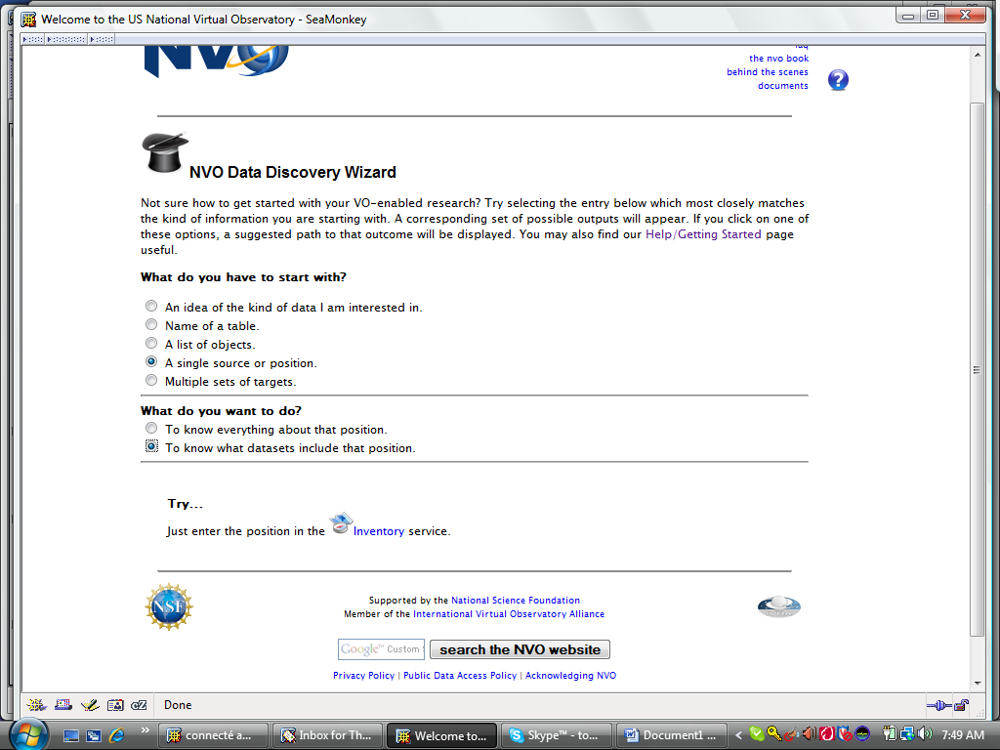 Welcome to the US National Virtual Observatory - SeaMonkey
NVO
faq
the nvo book
behind the scenes
documents
?
NVO Data Discovery Wizard
Not sure how to get started with your VO-enabled research? Try selecting the entry below which most closely matches
the kind of information you are starting with. A corresponding set of possible outputs will appear. If you click on one of
these options, a suggested path to that outcome will be displayed. You may also find our Help/Getting Started page
useful.
What do you have to start with?
An idea of the kind of data I am interested in.
Name of a table.
A list of objects.
A single source or position.
Multiple sets of targets.
What do you want to do?
To know everything about that position.
To know what datasets include that position.
Try...
Just enter the position in the Inventory service.
NSF
Supported by the National Science Foundation
Member of the International Virtual Observatory Alliance
Google™ Custom search the NVO website
Privacy Policy | Public Data Access Policy | Acknowledging NVO
Done
» connecté a... Inbox for Th... Welcome to... Skype™ - to... Document1 ... < 7:49 AM